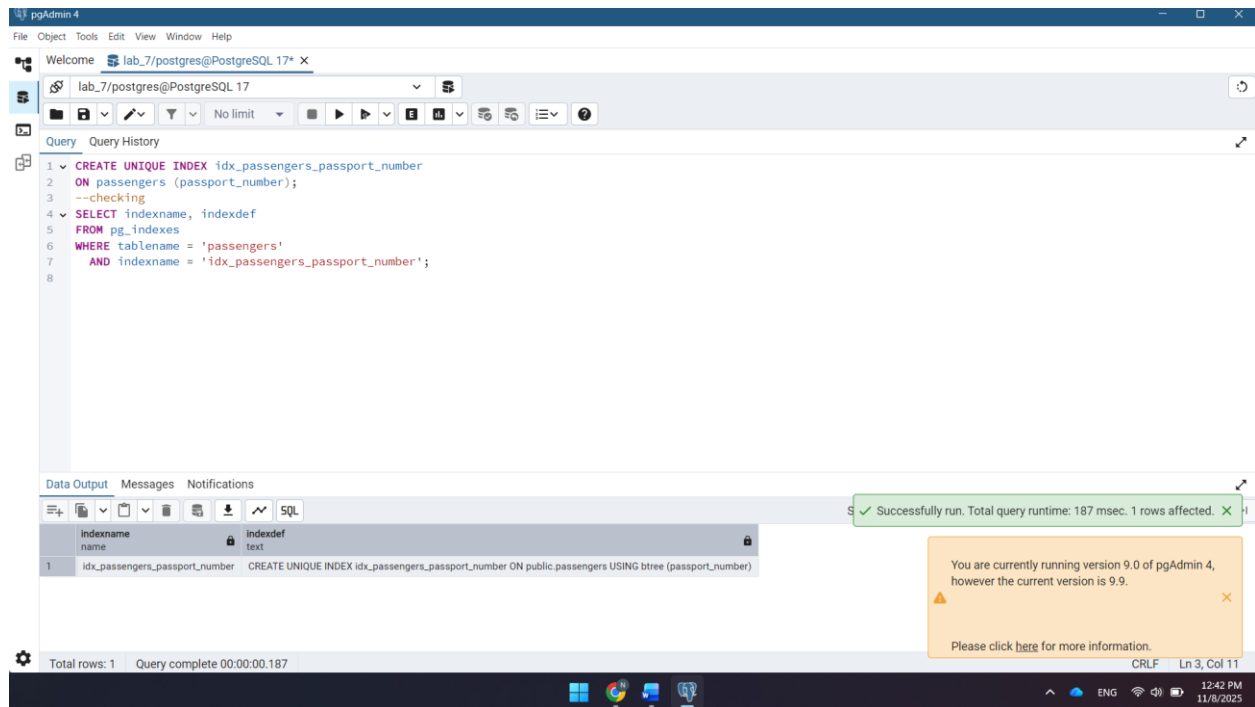 pgAdmin 4
File Object Tools Edit View Window Help
Welcome lab_7/postgres@PostgreSQL 17* X
lab_7/postgres@PostgreSQL 17
No limit E
Query Query History
1 CREATE UNIQUE INDEX idx_passengers_passport_number
2 ON passengers (passport_number);
3 --checking
4 SELECT indexname, indexdef
5 FROM pg_indexes
6 WHERE tablename = 'passengers'
7 AND indexname = 'idx_passengers_passport_number';
8
Data Output Messages Notifications
SQL
S
Successfully run. Total query runtime: 187 msec. 1 rows affected.
indexname
name
indexdef
text
1 idx_passengers_passport_number CREATE UNIQUE INDEX idx_passengers_passport_number ON public.passengers USING btree (passport_number)
You are currently running version 9.0 of pgAdmin 4,
however the current version is 9.9.
Please click here for more information.
Total rows: 1 Query complete 00:00:00.187 CRLF Ln 3, Col 11
N W ENG 12:42 PM
11/8/2025